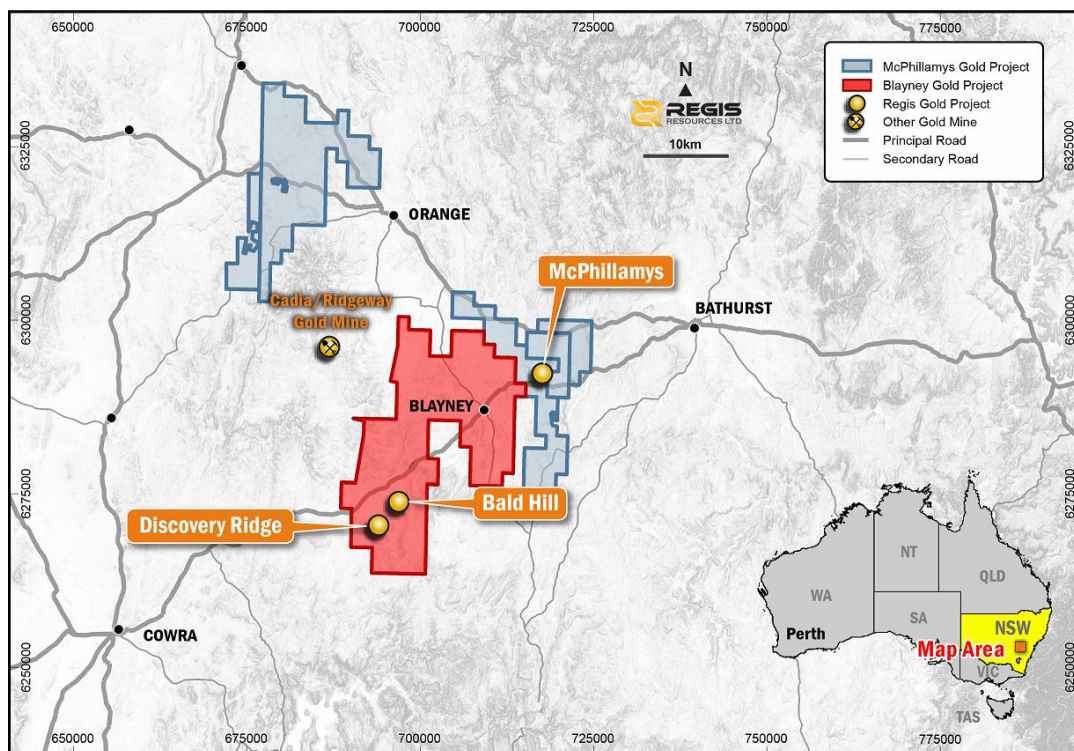 650000
675000
700000
725000
750000
775000
McPhillamys Gold Project
Blayney Gold Project
Regis Gold Project
Other Gold Mine
Principal Road
Secondary Road
N
REGIS
RESOURCES LTD
10km
6325000
6325000
ORANGE
McPhillamys
Cadia/Ridgeway
Gold Mine
6300000
BATHURST
6300000
BLAYNEY
6275000
Bald Hill
6275000
Discovery Ridge
NT
QLD
WA
SA
NSW
Perth
Map Area
COWRA
6250000
VIC
6250000
TAS
650000
675000
700000
725000
750000
775000